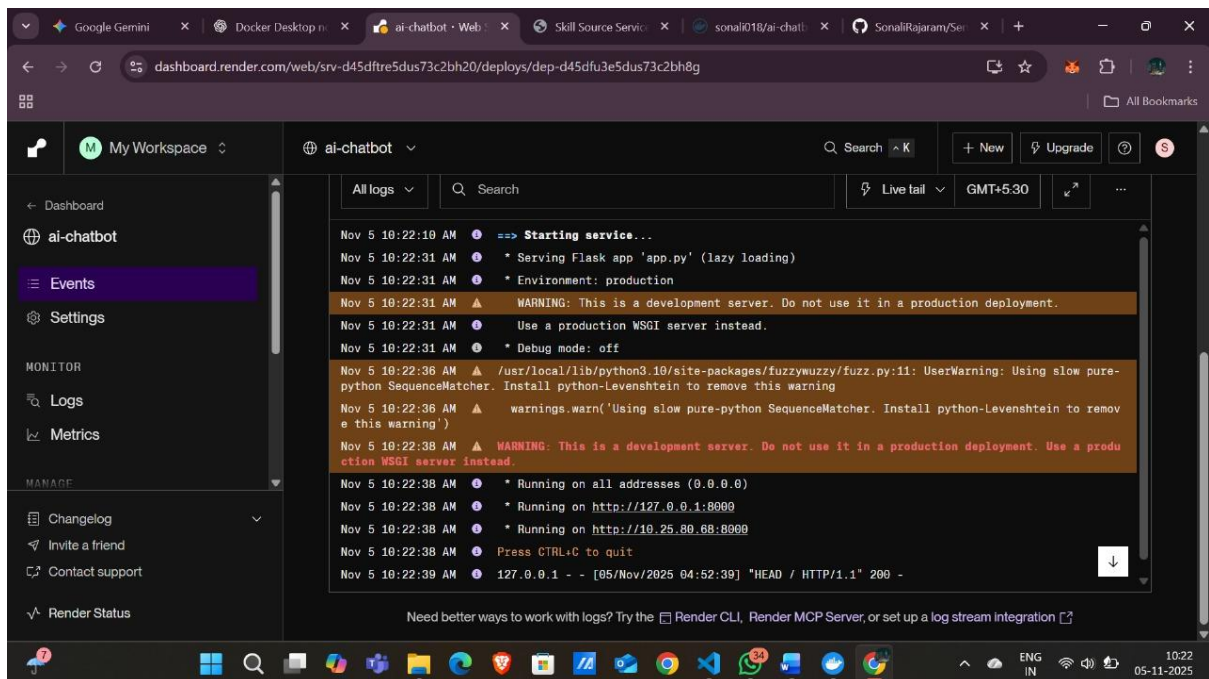 Google Gemini
Docker Desktop n
ai-chatbot · Web S
Skill Source Service
sonali018/ai-chatb
SonaliRajaram/Ser
dashboard.render.com/web/srv-d45dftre5dus73c2bh20/deploys/dep-d45dfu3e5dus73c2bh8g
All Bookmarks
M My Workspace
ai-chatbot
Search ^ K
+ New
Upgrade
S
All logs
Search
Live tail
GMT+5:30
← Dashboard
ai-chatbot
Events
Settings
MONITOR
Logs
Metrics
MANAGE
Changelog
Invite a friend
Contact support
Render Status
Nov 5 10:22:10 AM ==> Starting service...
Nov 5 10:22:31 AM * Serving Flask app 'app.py' (lazy loading)
Nov 5 10:22:31 AM * Environment: production
Nov 5 10:22:31 AM WARNING: This is a development server. Do not use it in a production deployment.
Nov 5 10:22:31 AM Use a production WSGI server instead.
Nov 5 10:22:31 AM * Debug mode: off
Nov 5 10:22:36 AM /usr/local/lib/python3.10/site-packages/fuzzywuzzy/fuzz.py:11: UserWarning: Using slow pure-
python SequenceMatcher. Install python-Levenshtein to remove this warning
Nov 5 10:22:36 AM warnings.warn('Using slow pure-python SequenceMatcher. Install python-Levenshtein to remov
e this warning')
Nov 5 10:22:38 AM WARNING: This is a development server. Do not use it in a production deployment. Use a produ
ction WSGI server instead.
Nov 5 10:22:38 AM * Running on all addresses (0.0.0.0)
Nov 5 10:22:38 AM * Running on http://127.0.0.1:8000
Nov 5 10:22:38 AM * Running on http://10.25.80.68:8000
Nov 5 10:22:38 AM Press CTRL+C to quit
Nov 5 10:22:39 AM 127.0.0.1 - - [05/Nov/2025 04:52:39] "HEAD / HTTP/1.1" 200 -
Need better ways to work with logs? Try the Render CLI, Render MCP Server, or set up a log stream integration
7
34
ENG
IN
10:22
05-11-2025